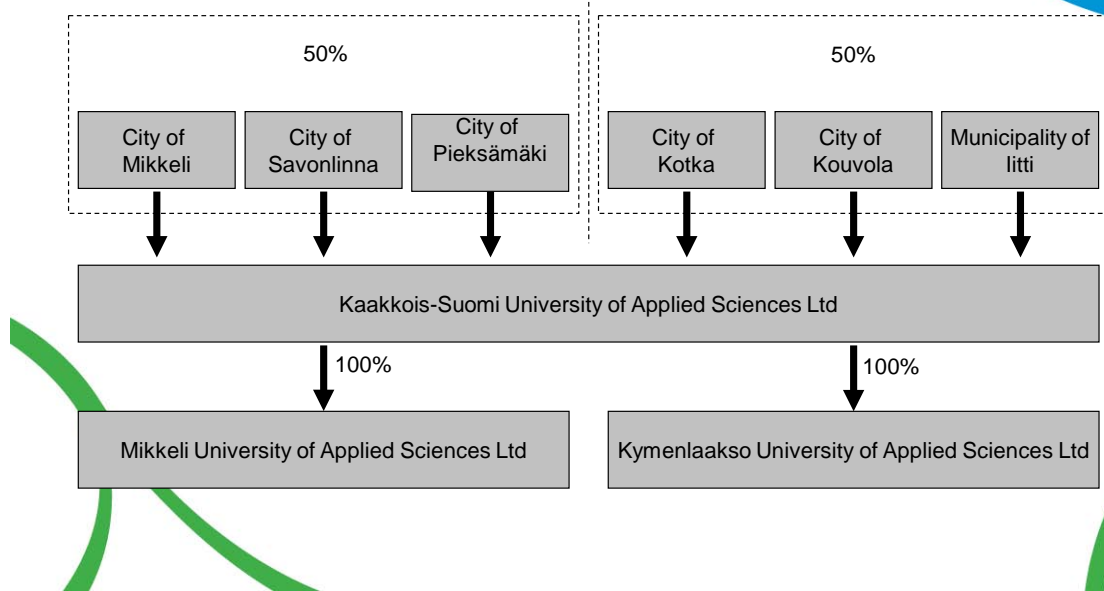 50%
50%
City of
Mikkeli
City of
Savonlinna
City of
Pieksämäki
City of
Kotka
City of
Kouvola
Municipality of
Iitti
Kaakkois-Suomi University of Applied Sciences Ltd
100%
100%
Mikkeli University of Applied Sciences Ltd
Kymenlaakso University of Applied Sciences Ltd